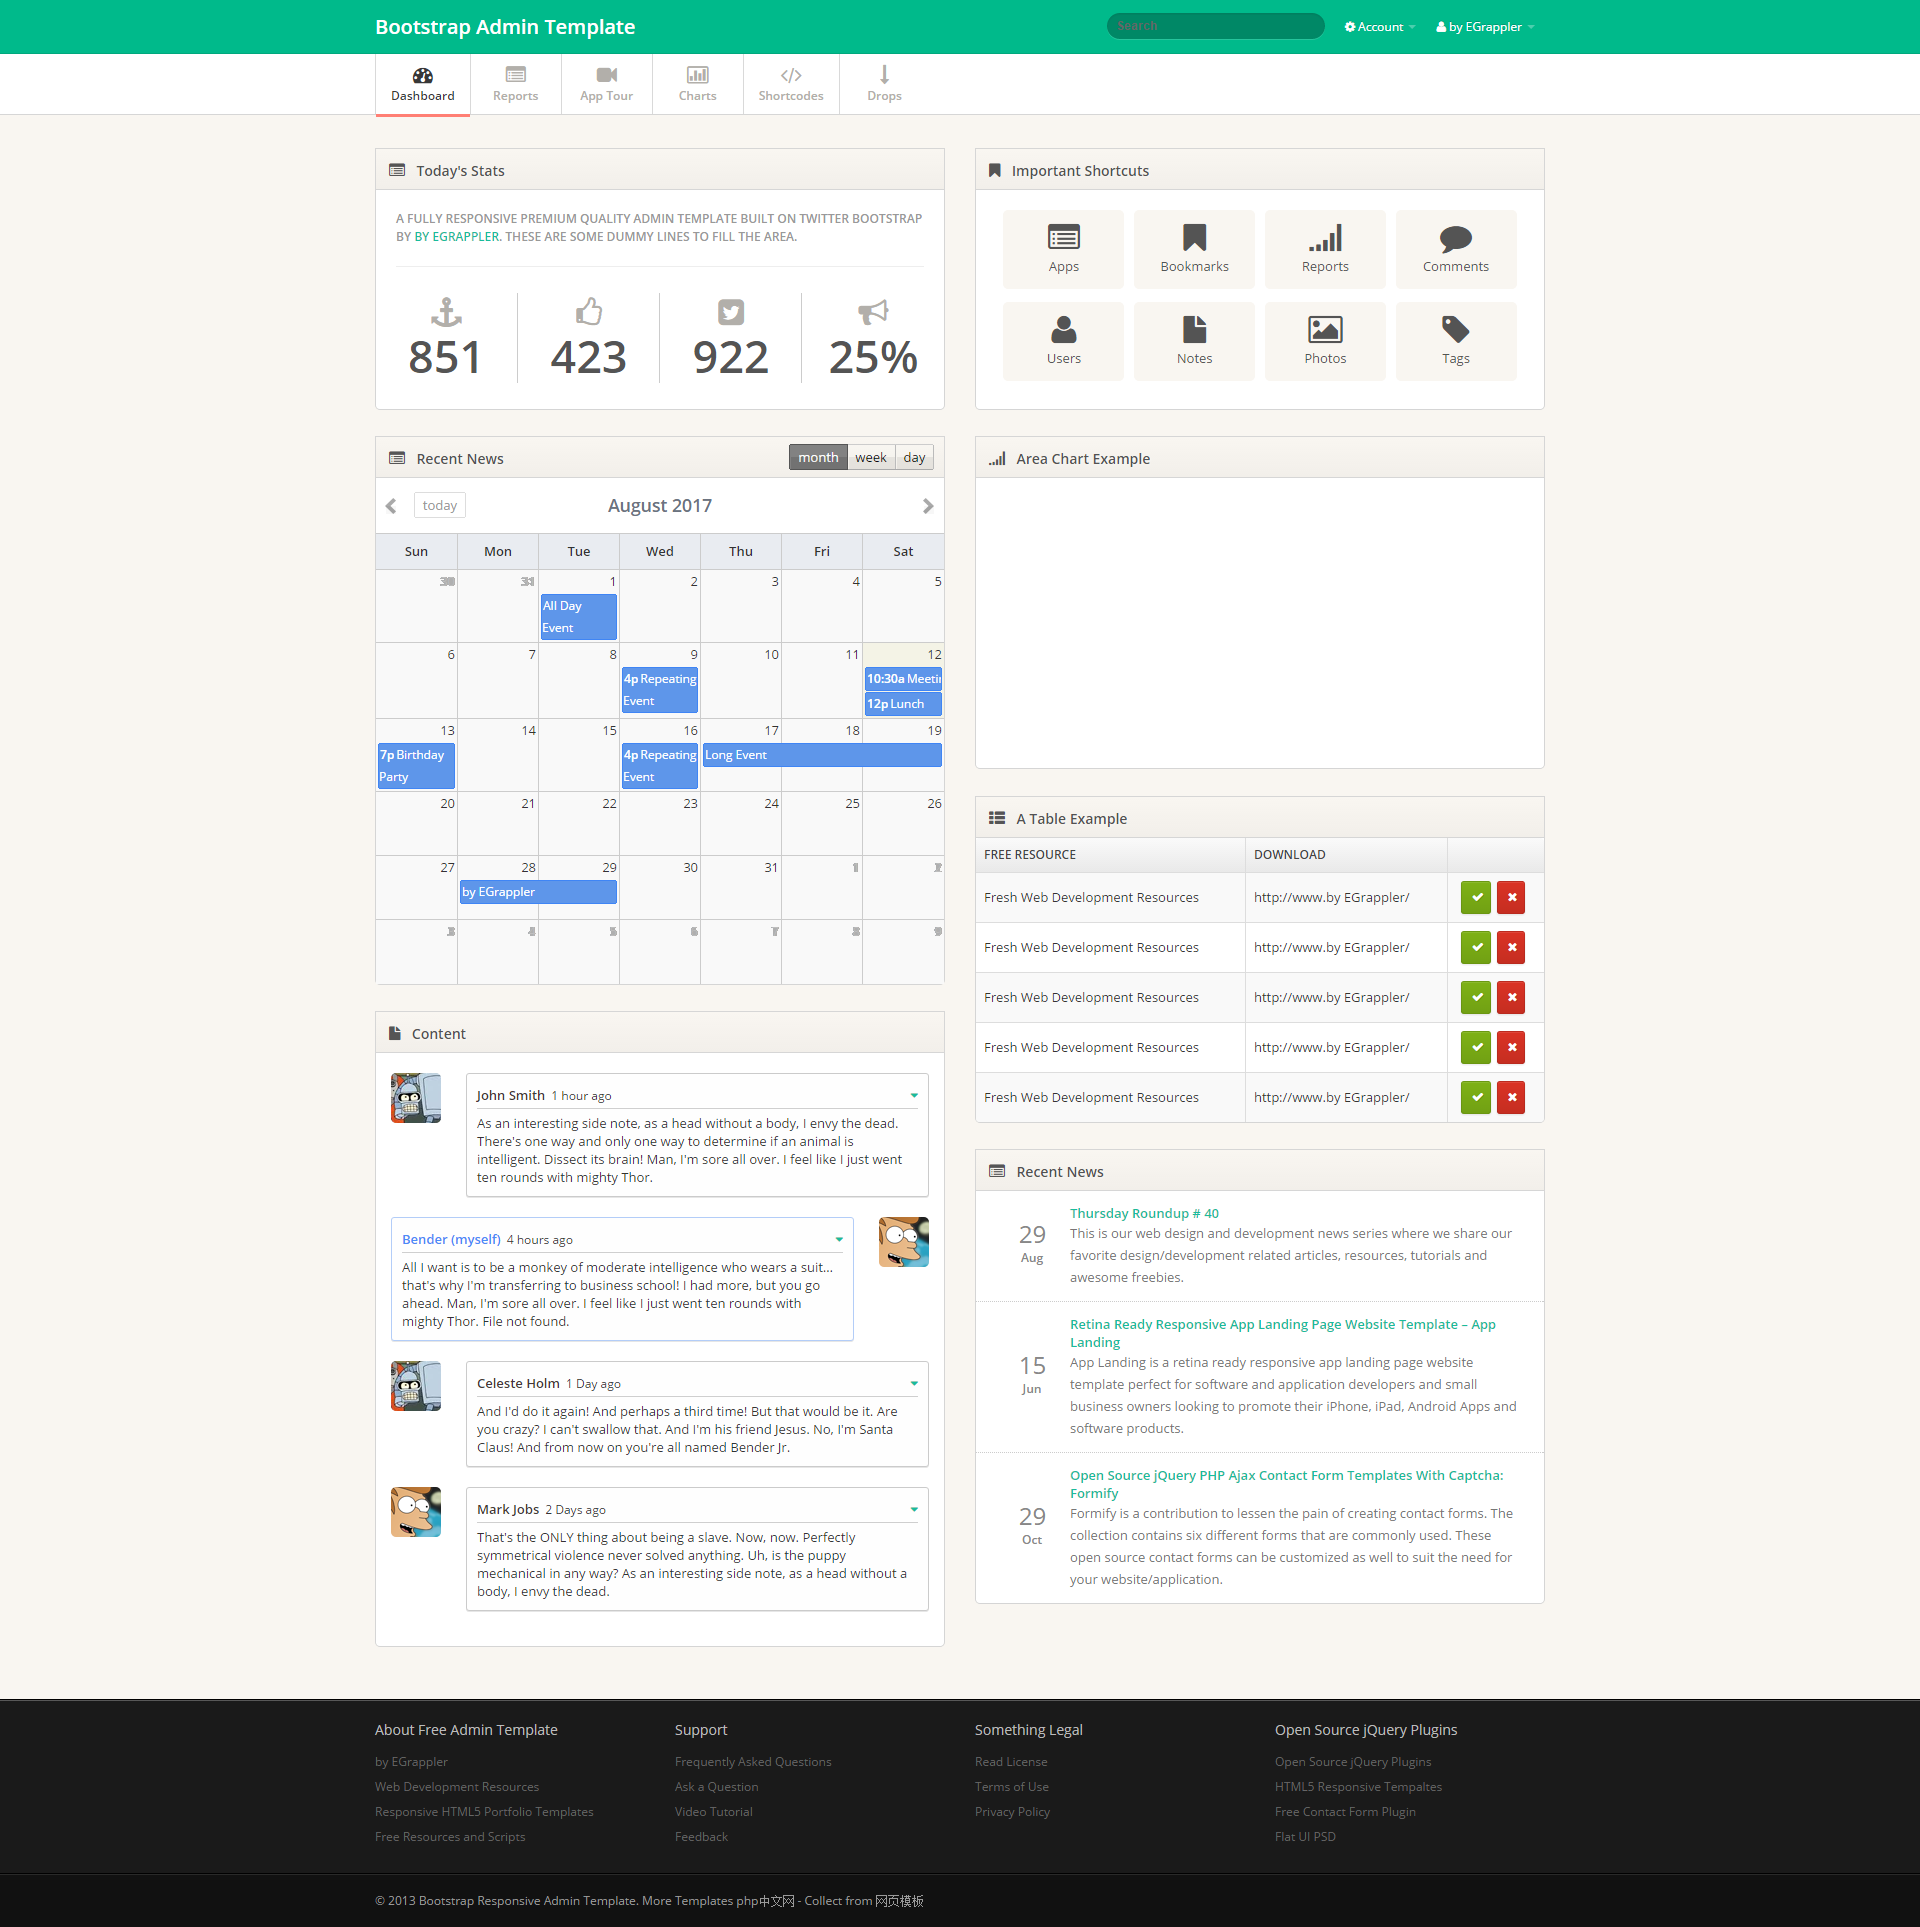 Bootstrap Admin Template
Search
Account
by EGrappler
Dashboard
Reports
App Tour
Charts
Shortcodes
Drops
Today's Stats
A FULLY RESPONSIVE PREMIUM QUALITY ADMIN TEMPLATE BUILT ON TWITTER BOOTSTRAP
BY BY EGRAPPLER. THESE ARE SOME DUMMY LINES TO FILL THE AREA.
851
423
922
25%
Important Shortcuts
Apps
Bookmarks
Reports
Comments
Users
Notes
Photos
Tags
Recent News
month
week
day
today
August 2017
Sun Mon Tue Wed Thu Fri Sat
30 31 1 2 3 4 5
All Day
Event
6 7 8 9 10 11 12
4p Repeating
Event
10:30a Meetin
12p Lunch
13 14 15 16 17 18 19
7p Birthday
Party
4p Repeating
Event
Long Event
20 21 22 23 24 25 26
27 28 29 30 31 1 2
by EGrappler
3 4 5 6 7 8 9
Content
John Smith 1 hour ago
As an interesting side note, as a head without a body, I envy the dead.
There's one way and only one way to determine if an animal is
intelligent. Dissect its brain! Man, I'm sore all over. I feel like I just went
ten rounds with mighty Thor.
Bender (myself) 4 hours ago
All I want is to be a monkey of moderate intelligence who wears a suit...
that's why I'm transferring to business school! I had more, but you go
ahead. Man, I'm sore all over. I feel like I just went ten rounds with
mighty Thor. File not found.
Celeste Holm 1 Day ago
And I'd do it again! And perhaps a third time! But that would be it. Are
you crazy? I can't swallow that. And I'm his friend Jesus. No, I'm Santa
Claus! And from now on you're all named Bender Jr.
Mark Jobs 2 Days ago
That's the ONLY thing about being a slave. Now, now. Perfectly
symmetrical violence never solved anything. Uh, is the puppy
mechanical in any way? As an interesting side note, as a head without a
body, I envy the dead.
Area Chart Example
A Table Example
FREE RESOURCE DOWNLOAD
Fresh Web Development Resources http://www.by EGrappler/
Fresh Web Development Resources http://www.by EGrappler/
Fresh Web Development Resources http://www.by EGrappler/
Fresh Web Development Resources http://www.by EGrappler/
Fresh Web Development Resources http://www.by EGrappler/
Recent News
29
Aug
Thursday Roundup # 40
This is our web design and development news series where we share our
favorite design/development related articles, resources, tutorials and
awesome freebies.
15
Jun
Retina Ready Responsive App Landing Page Website Template – App
Landing
App Landing is a retina ready responsive app landing page website
template perfect for software and application developers and small
business owners looking to promote their iPhone, iPad, Android Apps and
software products.
29
Oct
Open Source jQuery PHP Ajax Contact Form Templates With Captcha:
Formify
Formify is a contribution to lessen the pain of creating contact forms. The
collection contains six different forms that are commonly used. These
open source contact forms can be customized as well to suit the need for
your website/application.
About Free Admin Template
by EGrappler
Web Development Resources
Responsive HTML5 Portfolio Templates
Free Resources and Scripts
Support
Frequently Asked Questions
Ask a Question
Video Tutorial
Feedback
Something Legal
Read License
Terms of Use
Privacy Policy
Open Source jQuery Plugins
Open Source jQuery Plugins
HTML5 Responsive Tempaltes
Free Contact Form Plugin
Flat UI PSD
© 2013 Bootstrap Responsive Admin Template. More Templates php中文网 - Collect from 网页模板